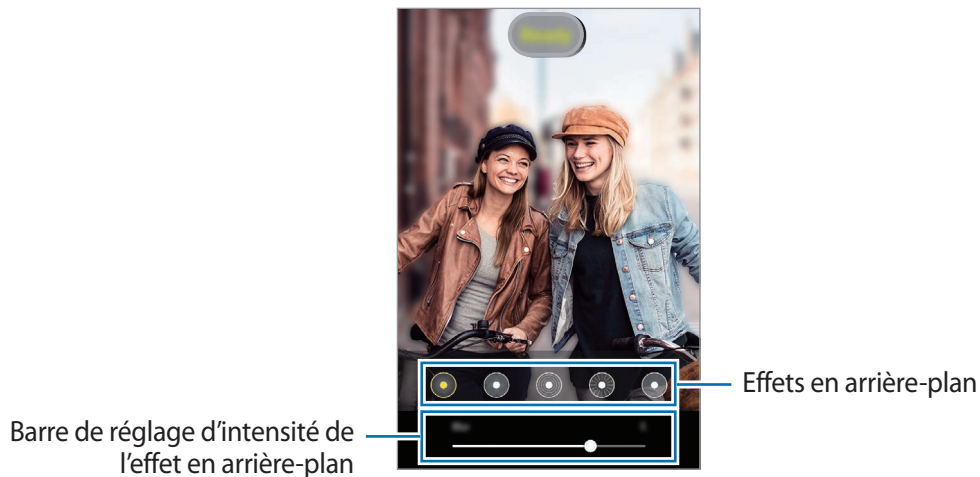 Effets en arrière-plan
Barre de réglage d’intensité de
l’effet en arrière-plan